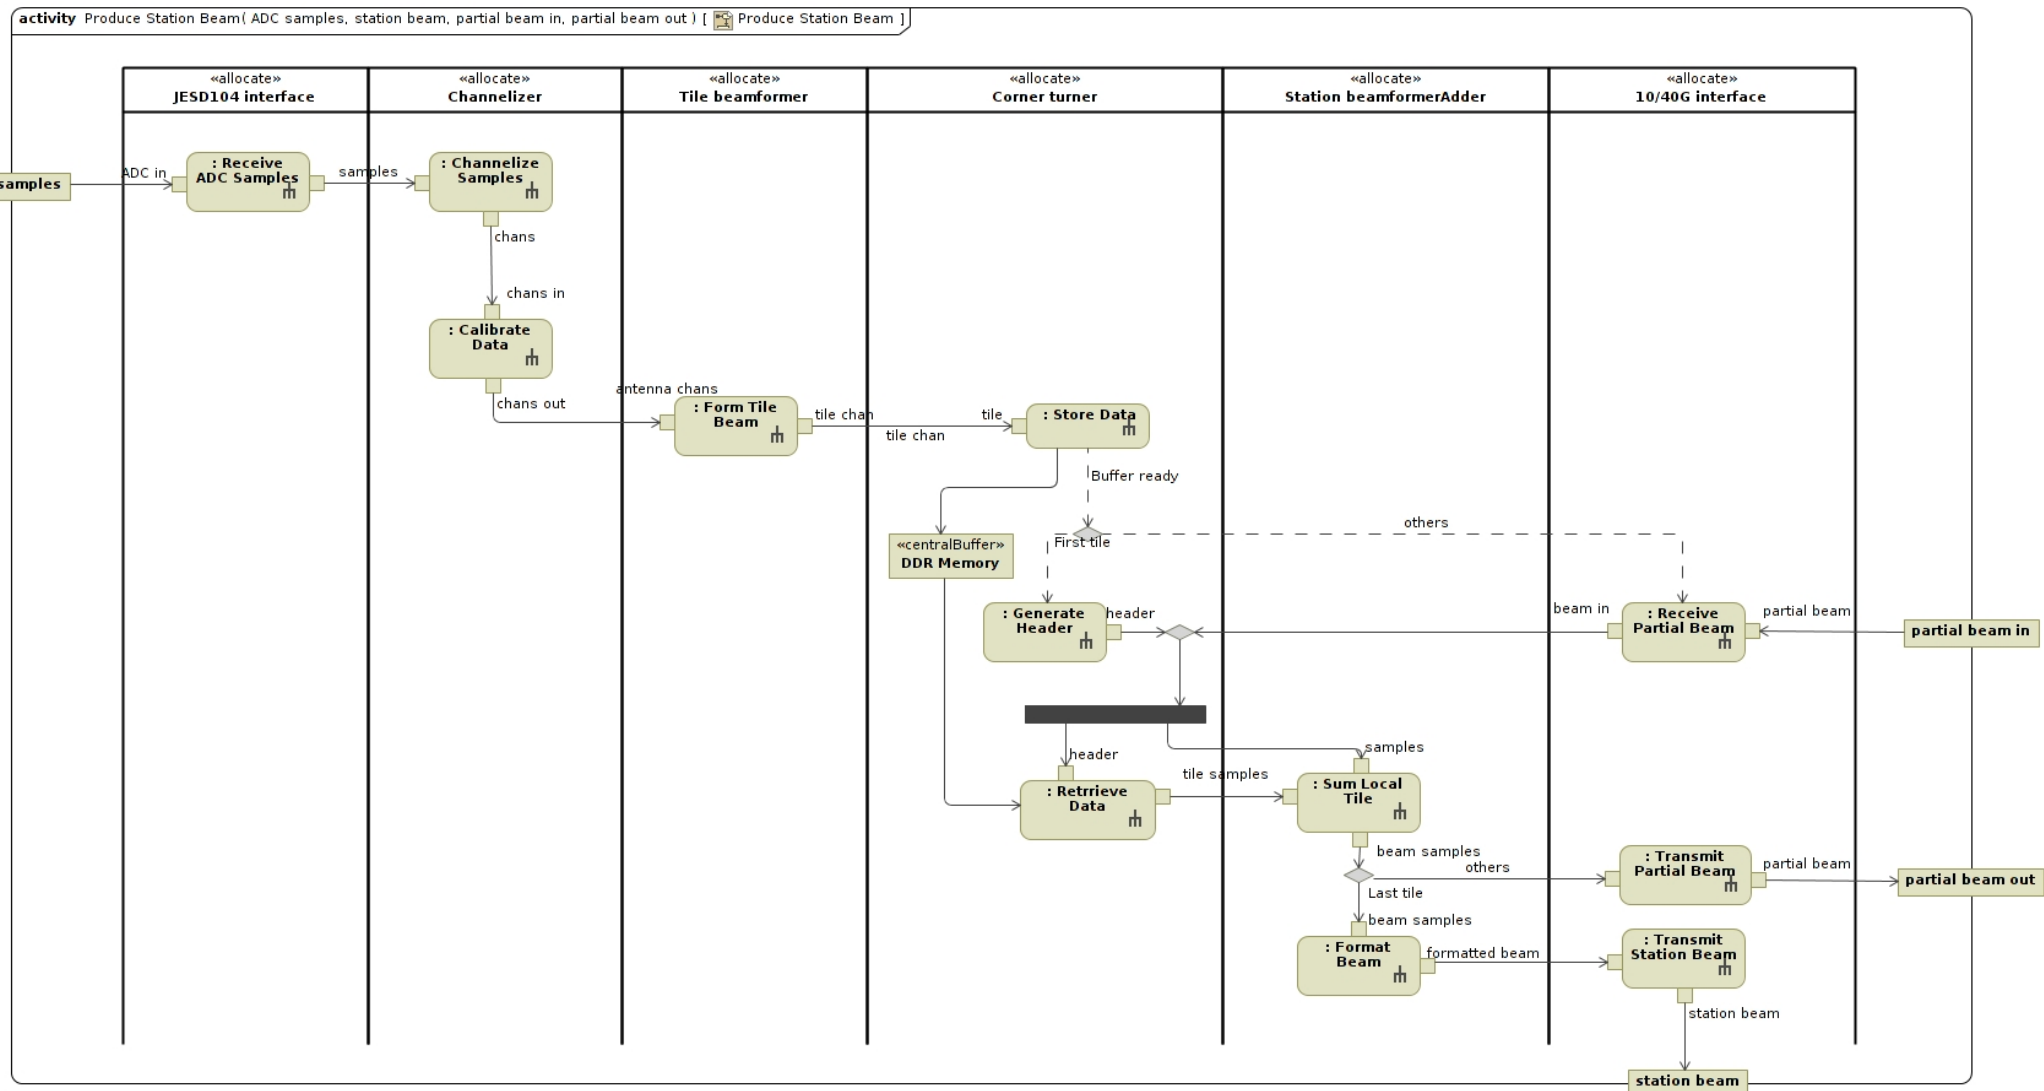 activity Produce Station Beam( ADC samples, station beam, partial beam in, partial beam out ) [ Produce Station Beam ]
«allocate»
JESD104 interface
«allocate»
Channelizer
«allocate»
Tile beamformer
«allocate»
Corner turner
«allocate»
Station beamformerAdder
«allocate»
10/40G interface
samples
ADC in
: Receive
ADC Samples
samples
: Channelize
Samples
chans
chans in
: Calibrate
Data
chans out
antenna chans
: Form Tile
Beam
tile chan
tile chan
tile
: Store Data
Buffer ready
others
First tile
«centralBuffer»
DDR Memory
: Generate
Header
header
beam in
: Receive
Partial Beam
partial beam
partial beam in
header
samples
: Retrrieve
Data
tile samples
: Sum Local
Tile
beam samples
others
Last tile
: Transmit
Partial Beam
partial beam
partial beam out
beam samples
: Format
Beam
formatted beam
: Transmit
Station Beam
station beam
station beam